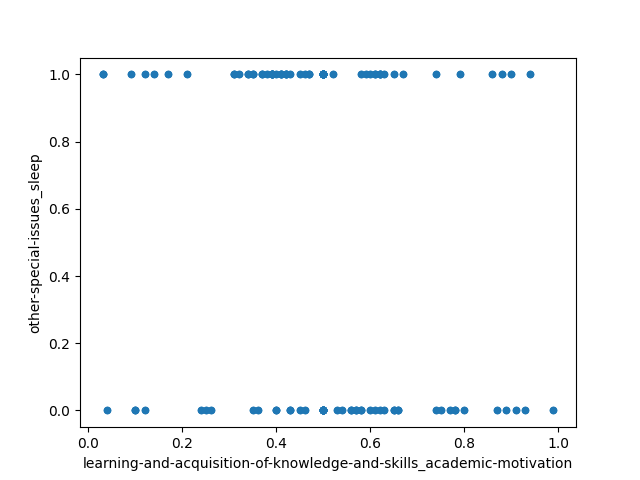 1.0
0.8
0.6
0.4
0.2
0.0
other-special-issues_sleep
0.0 0.2 0.4 0.6 0.8 1.0
learning-and-acquisition-of-knowledge-and-skills_academic-motivation